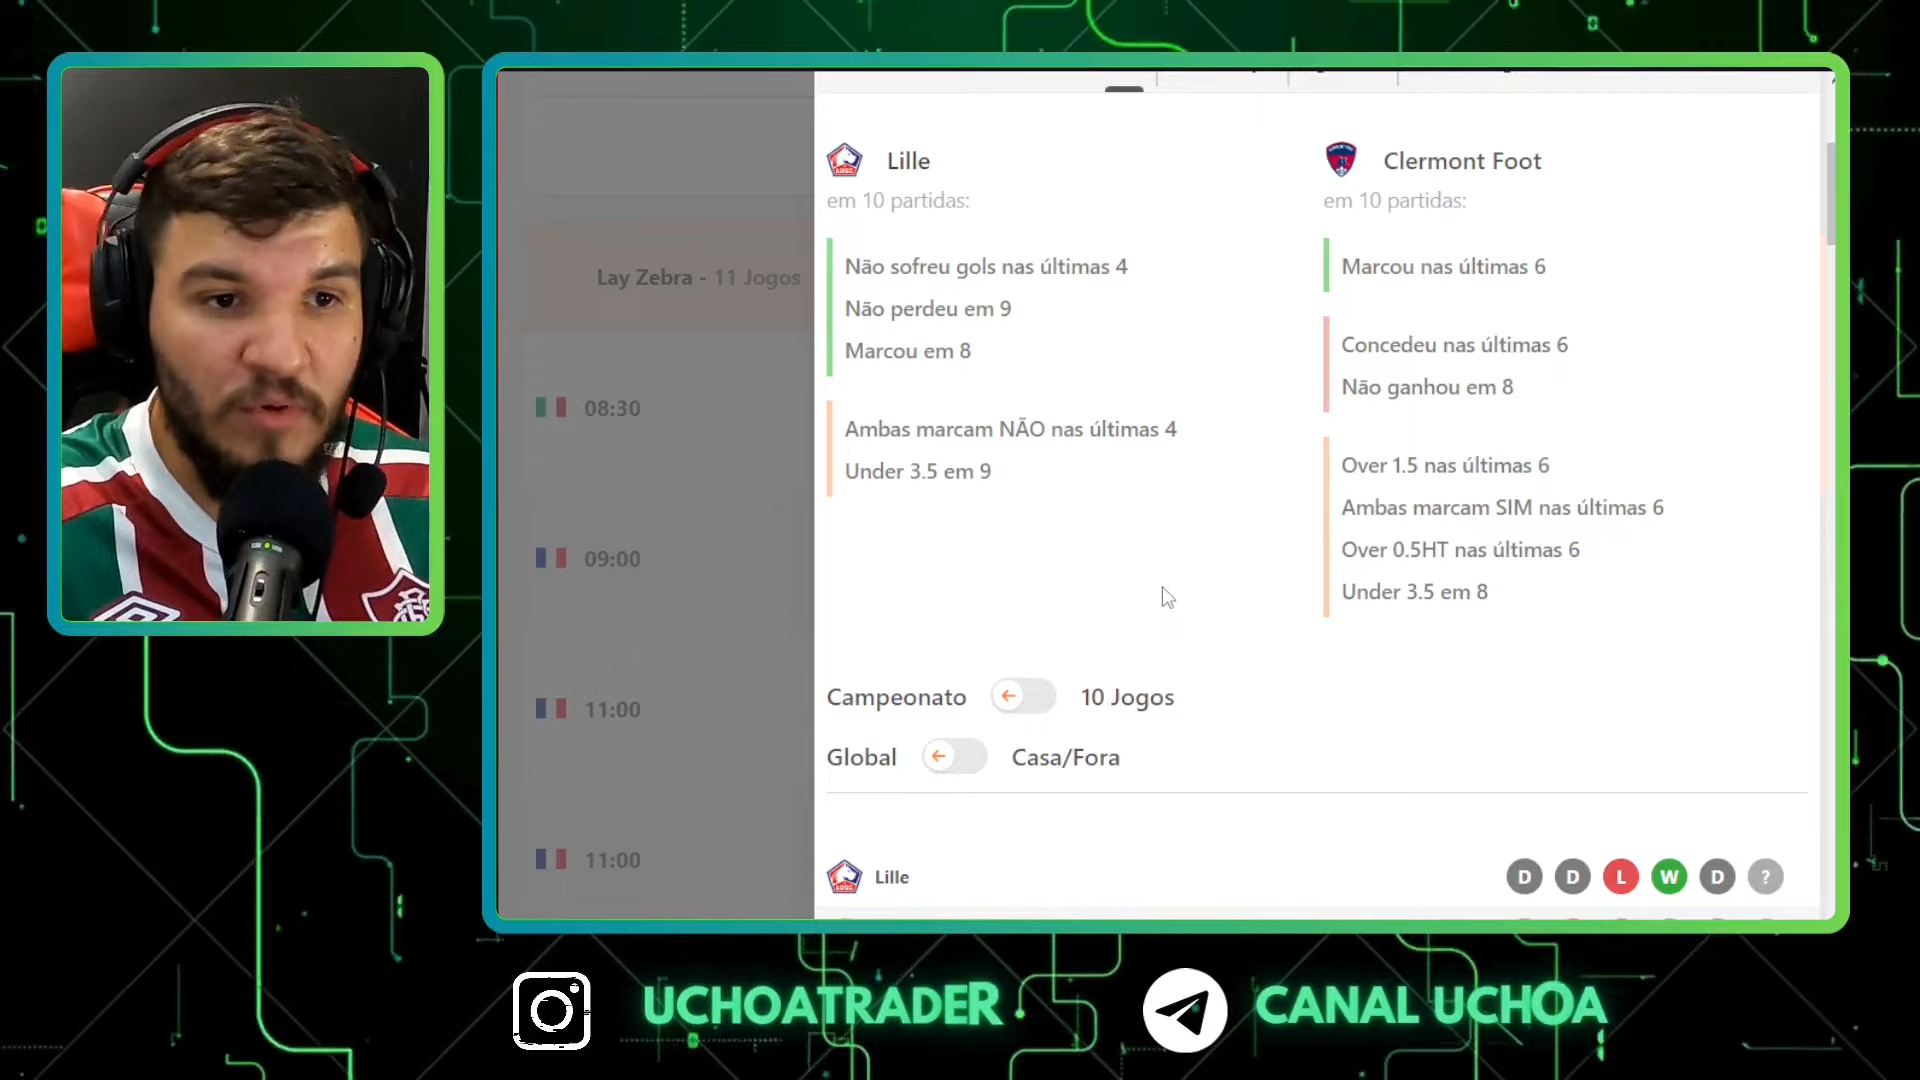 Lille
em 10 partidas:
Não sofreu gols nas últimas 4
Não perdeu em 9
Marcou em 8
Ambas marcam NÃO nas últimas 4
Under 3.5 em 9
Clermont Foot
em 10 partidas:
Marcou nas últimas 6
Concedeu nas últimas 6
Não ganhou em 8
Over 1.5 nas últimas 6
Ambas marcam SIM nas últimas 6
Over 0.5HT nas últimas 6
Under 3.5 em 8
Lay Zebra - 11 Jogos
08:30
09:00
11:00
11:00
Campeonato 10 Jogos
Global Casa/Fora
Lille D D L W D ?
UCHOATRADER
CANAL UCHOA